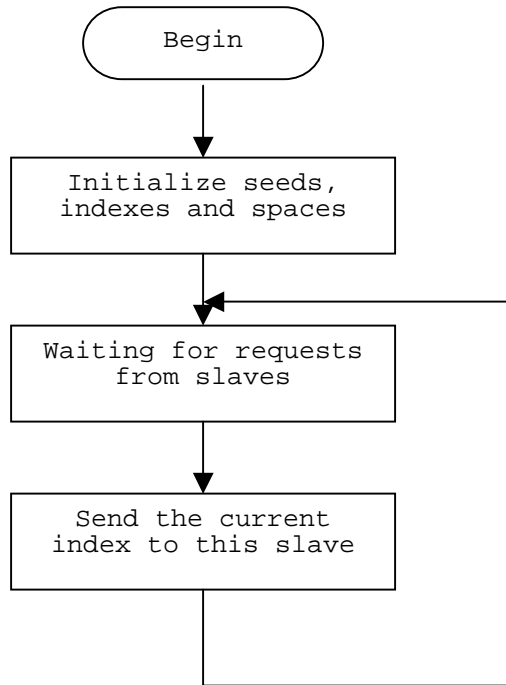 Begin
Initialize seeds,
indexes and spaces
Waiting for requests
from slaves
Send the current
index to this slave